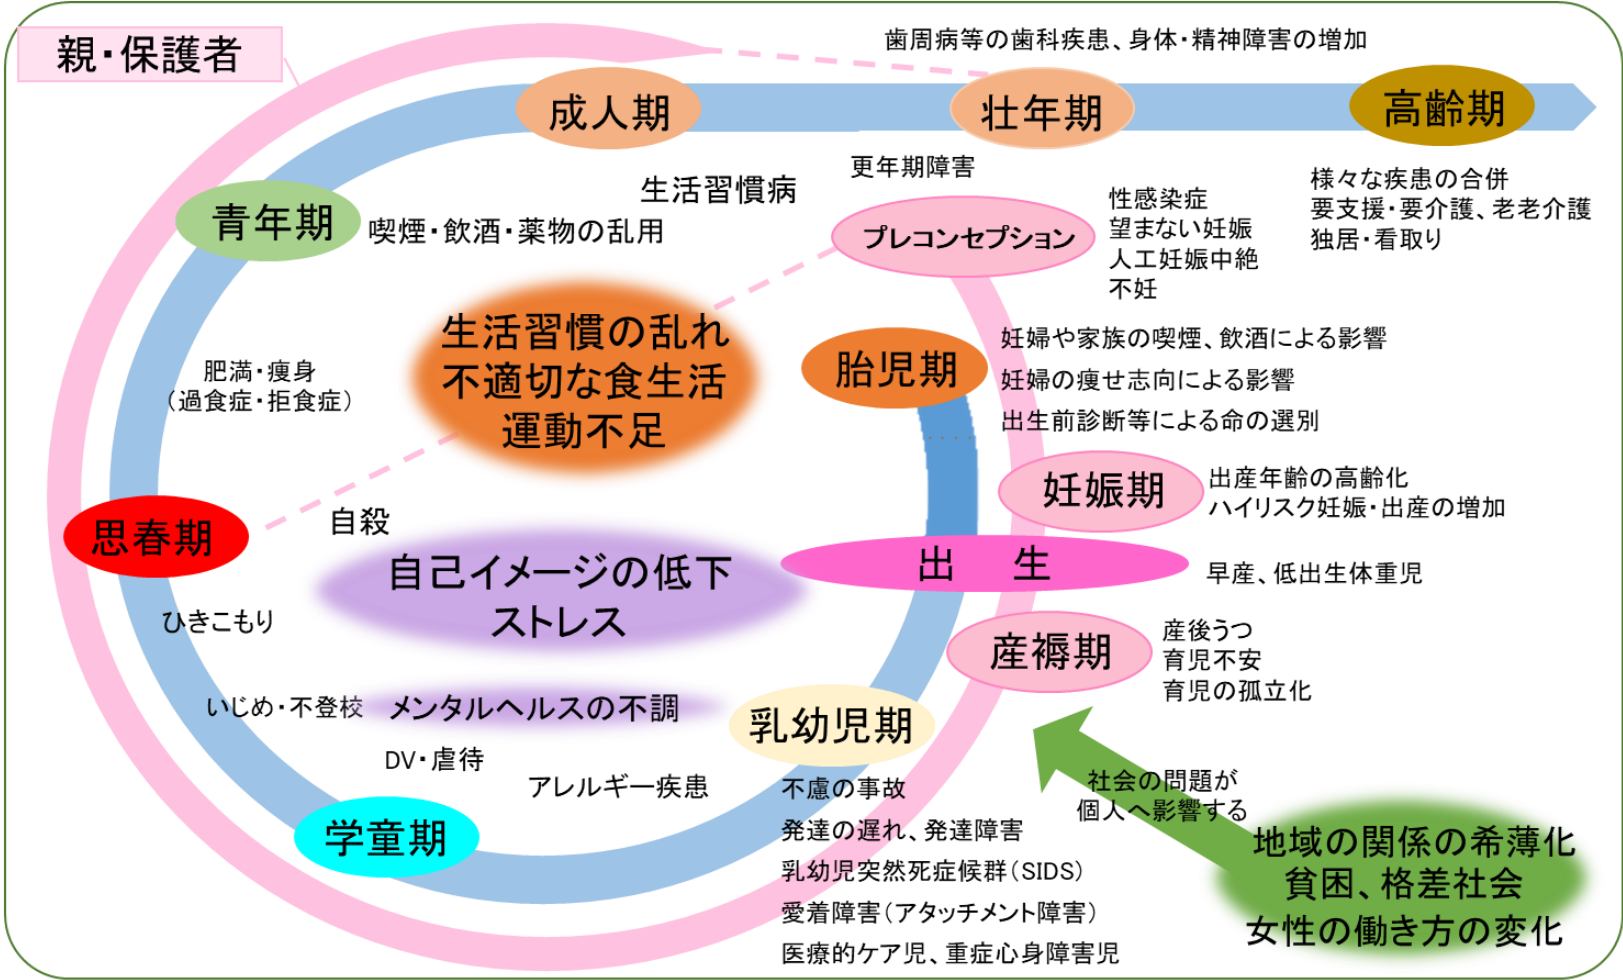 親・保護者
歯周病等の歯科疾患、身体・精神障害の増加
成人期
壮年期
高齢期
更年期障害
生活習慣病
様々な疾患の合併
要支援・要介護、老老介護
独居・看取り
青年期
喫煙・飲酒・薬物の乱用
プレコンセプション
性感染症
望まない妊娠
人工妊娠中絶
不妊
生活習慣の乱れ
不適切な食生活
運動不足
胎児期
妊婦や家族の喫煙、飲酒による影響
妊婦の痩せ志向による影響
出生前診断等による命の選別
肥満・痩身
（過食症・拒食症）
妊娠期
出産年齢の高齢化
ハイリスク妊娠・出産の増加
思春期
自殺
自己イメージの低下
ストレス
出　生
早産、低出生体重児
ひきこもり
産褥期
産後うつ
育児不安
育児の孤立化
いじめ・不登校
メンタルヘルスの不調
乳幼児期
DV・虐待
アレルギー疾患
学童期
不慮の事故
発達の遅れ、発達障害
乳幼児突然死症候群（SIDS）
愛着障害（アタッチメント障害）
医療的ケア児、重症心身障害児
社会の問題が
個人へ影響する
地域の関係の希薄化
貧困、格差社会
女性の働き方の変化